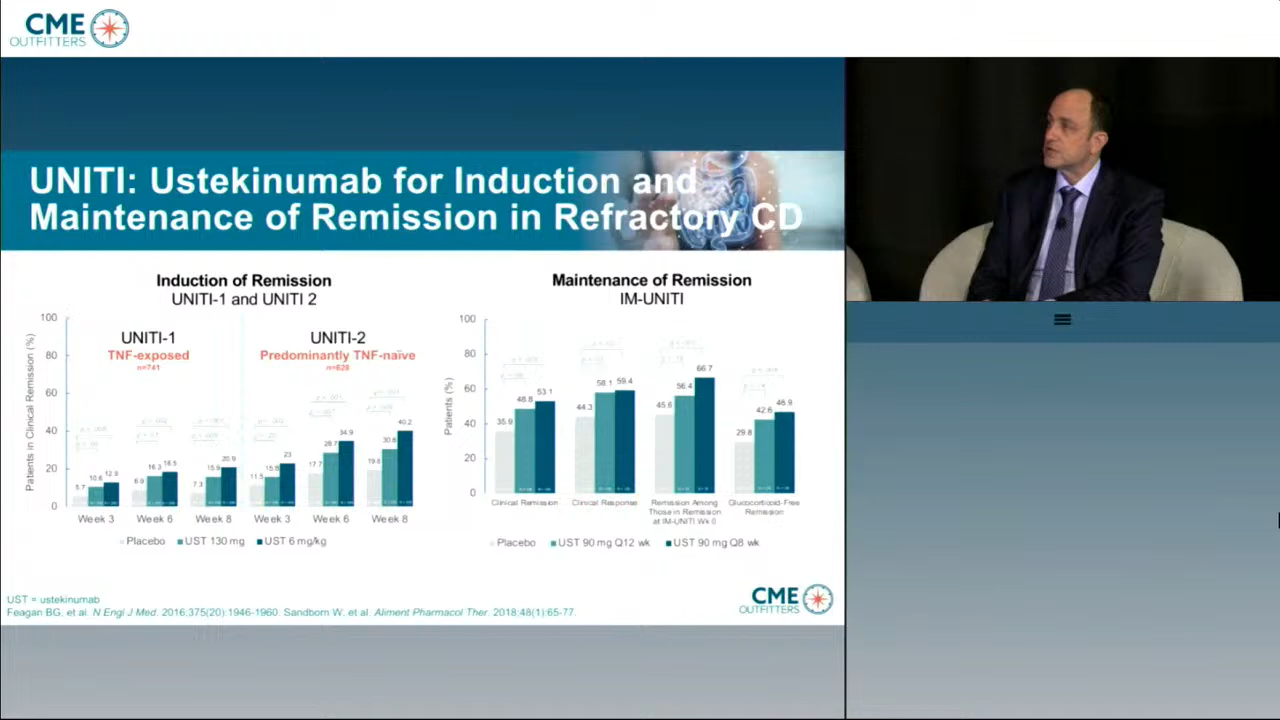 CME
OUTFITTERS
UNITI: Ustekinumab for Induction and
Maintenance of Remission in Refractory CD
Induction of Remission
UNITI-1 and UNITI 2
Patients in Clinical Remission (%)
100
80
60
40
20
0
UNITI-1
TNF-exposed
n=741
UNITI-2
Predominantly TNF-naïve
n=628
5.7 10.6 12.9
6.9 16.3 18.5
7.3 15.9 20.9
11.5 15.8 23
17.7 28.7 34.9
19.6 30.6 40.2
Week 3 Week 6 Week 8 Week 3 Week 6 Week 8
Placebo UST 130 mg UST 6 mg/kg
Maintenance of Remission
IM-UNITI
Patients (%)
100
80
60
40
20
0
35.9 48.8 53.1
44.3 58.1 59.4
45.6 56.4 66.7
29.8 42.6 46.9
Clinical Remission
Clinical Response
Remission Among
Those in Remission
at IM-UNITI Wk 0
Glucocorticoid-Free
Remission
Placebo UST 90 mg Q12 wk UST 90 mg Q8 wk
UST = ustekinumab
Feagan BG, et al. N Engl J Med. 2016;375(20):1946-1960. Sandborn W, et al. Aliment Pharmacol Ther. 2018;48(1):65-77.
CME
OUTFITTERS